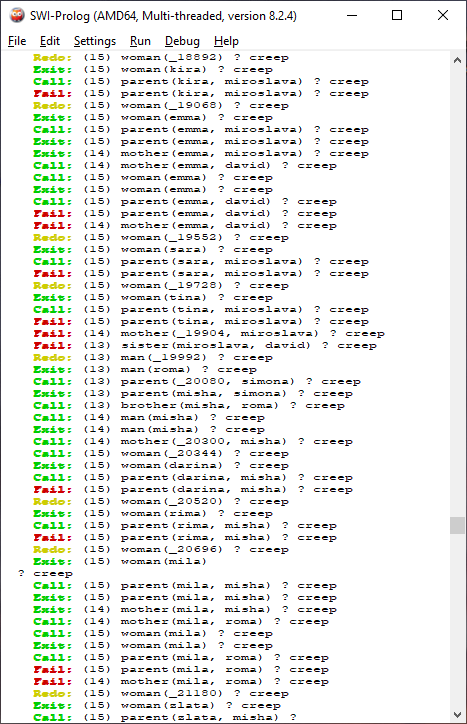 SWI-Prolog (AMD64, Multi-threaded, version 8.2.4)
File Edit Settings Run Debug Help
Redo: (15) woman(_18892) ? creep
Exit: (15) woman(kira) ? creep
Call: (15) parent(kira, miroslava) ? creep
Fail: (15) parent(kira, miroslava) ? creep
Redo: (15) woman(_19068) ? creep
Exit: (15) woman(emma) ? creep
Call: (15) parent(emma, miroslava) ? creep
Exit: (15) parent(emma, miroslava) ? creep
Exit: (14) mother(emma, miroslava) ? creep
Call: (14) mother(emma, david) ? creep
Call: (15) woman(emma) ? creep
Exit: (15) woman(emma) ? creep
Call: (15) parent(emma, david) ? creep
Fail: (15) parent(emma, david) ? creep
Fail: (14) mother(emma, david) ? creep
Redo: (15) woman(_19552) ? creep
Exit: (15) woman(sara) ? creep
Call: (15) parent(sara, miroslava) ? creep
Fail: (15) parent(sara, miroslava) ? creep
Redo: (15) woman(_19728) ? creep
Exit: (15) woman(tina) ? creep
Call: (15) parent(tina, miroslava) ? creep
Fail: (15) parent(tina, miroslava) ? creep
Fail: (14) mother(_19904, miroslava) ? creep
Fail: (13) sister(miroslava, david) ? creep
Redo: (13) man(_19992) ? creep
Exit: (13) man(roma) ? creep
Call: (13) parent(_20080, simona) ? creep
Exit: (13) parent(misha, simona) ? creep
Call: (13) brother(misha, roma) ? creep
Call: (14) man(misha) ? creep
Exit: (14) man(misha) ? creep
Call: (14) mother(_20300, misha) ? creep
Call: (15) woman(_20344) ? creep
Exit: (15) woman(darina) ? creep
Call: (15) parent(darina, misha) ? creep
Fail: (15) parent(darina, misha) ? creep
Redo: (15) woman(_20520) ? creep
Exit: (15) woman(rima) ? creep
Call: (15) parent(rima, misha) ? creep
Fail: (15) parent(rima, misha) ? creep
Redo: (15) woman(_20696) ? creep
Exit: (15) woman(mila)
? creep
Call: (15) parent(mila, misha) ? creep
Exit: (15) parent(mila, misha) ? creep
Exit: (14) mother(mila, misha) ? creep
Call: (14) mother(mila, roma) ? creep
Call: (15) woman(mila) ? creep
Exit: (15) woman(mila) ? creep
Call: (15) parent(mila, roma) ? creep
Fail: (15) parent(mila, roma) ? creep
Fail: (14) mother(mila, roma) ? creep
Redo: (15) woman(_21180) ? creep
Exit: (15) woman(zlata) ? creep
Call: (15) parent(zlata, misha) ?